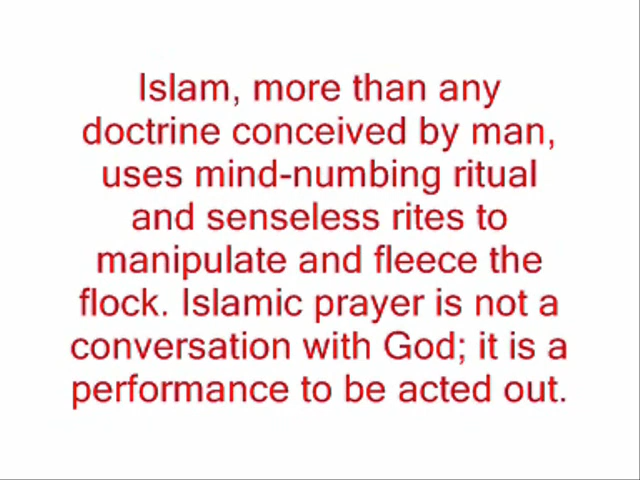 Islam, more than any
doctrine conceived by man,
uses mind-numbing ritual
and senseless rites to
manipulate and fleece the
flock. Islamic prayer is not a
conversation with God; it is a
performance to be acted out.